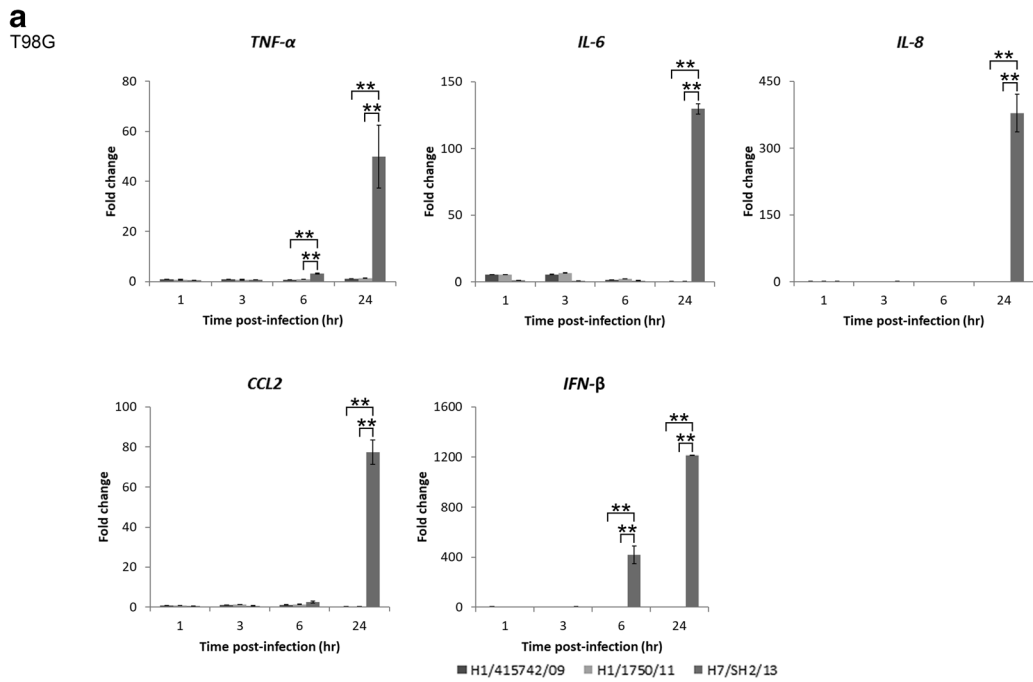 a
T98G
TNF-α
Fold change
80
60
40
20
0
** ** ** **
1 3 6 24
Time post-infection (hr)
IL-6
Fold change
150
100
50
0
** **
1 3 6 24
Time post-infection (hr)
IL-8
Fold change
450
300
150
0
** **
1 3 6 24
Time post-infection (hr)
CCL2
Fold change
100
80
60
40
20
0
** **
1 3 6 24
Time post-infection (hr)
IFN-β
Fold change
1600
1200
800
400
0
** ** ** **
1 3 6 24
Time post-infection (hr)
H1/415742/09 H1/1750/11 H7/SH2/13